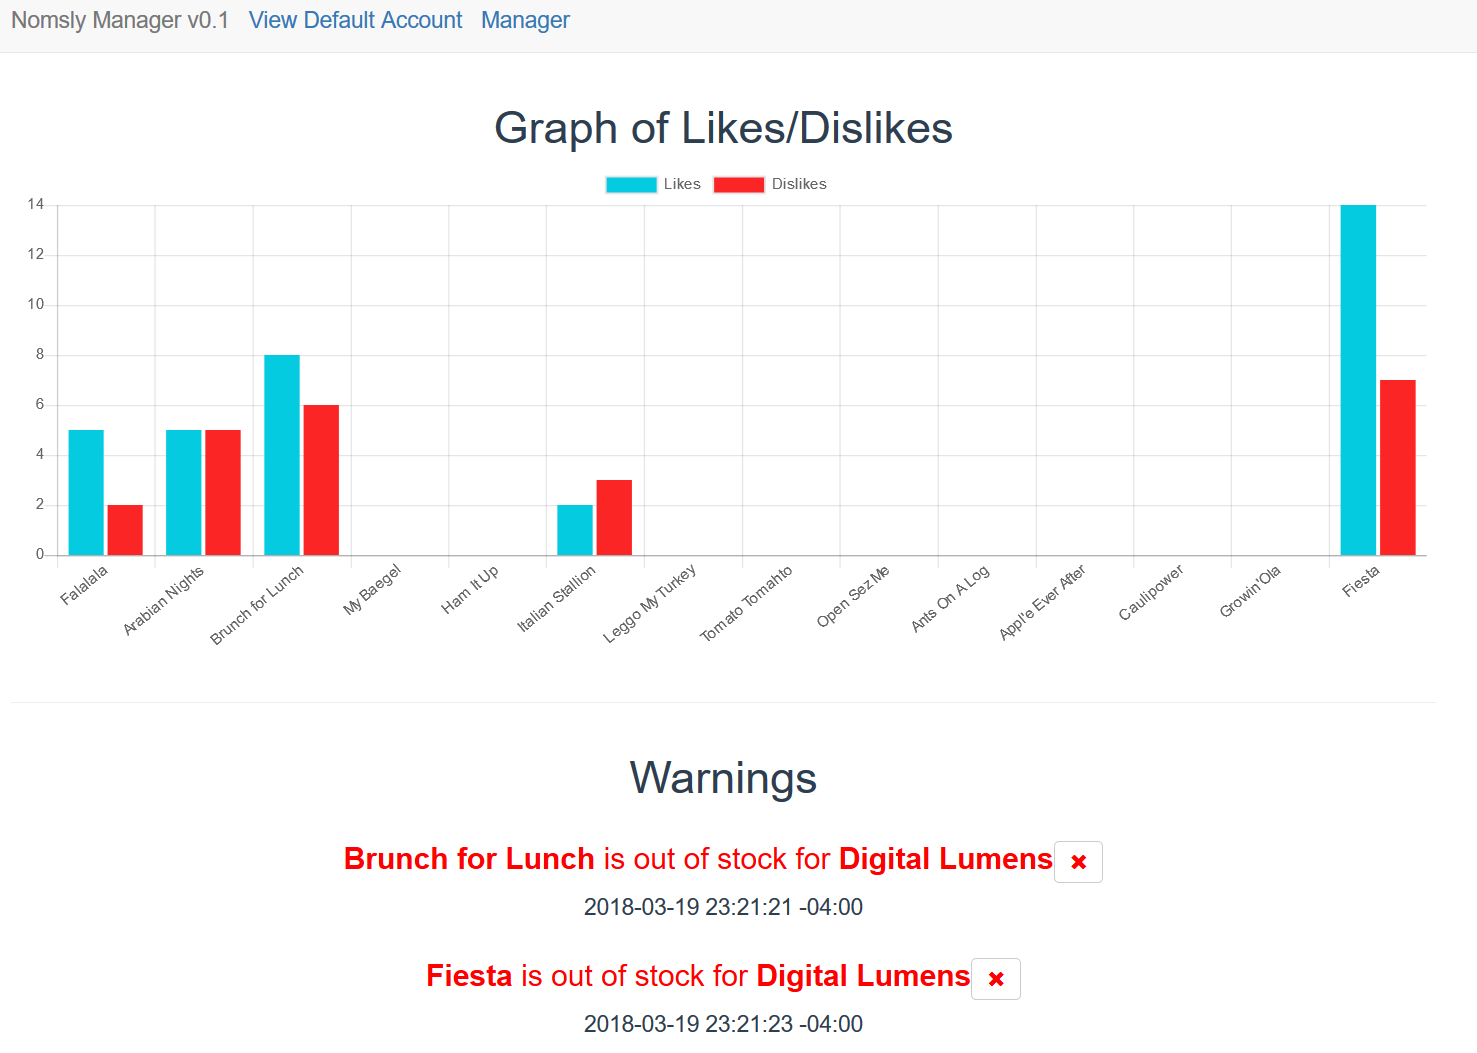 Nomsly Manager v0.1 View Default Account Manager
Graph of Likes/Dislikes
Likes Dislikes
14
12
10
8
6
4
2
0
Falalala
Arabian Nights
Brunch for Lunch
My Baegel
Ham It Up
Italian Stallion
Leggo My Turkey
Tomato Tomahto
Open Sez Me
Ants On A Log
Appl'e Ever After
Caulipower
Growin'Ola
Fiesta
Warnings
Brunch for Lunch is out of stock for Digital Lumens
2018-03-19 23:21:21 -04:00
Fiesta is out of stock for Digital Lumens
2018-03-19 23:21:23 -04:00